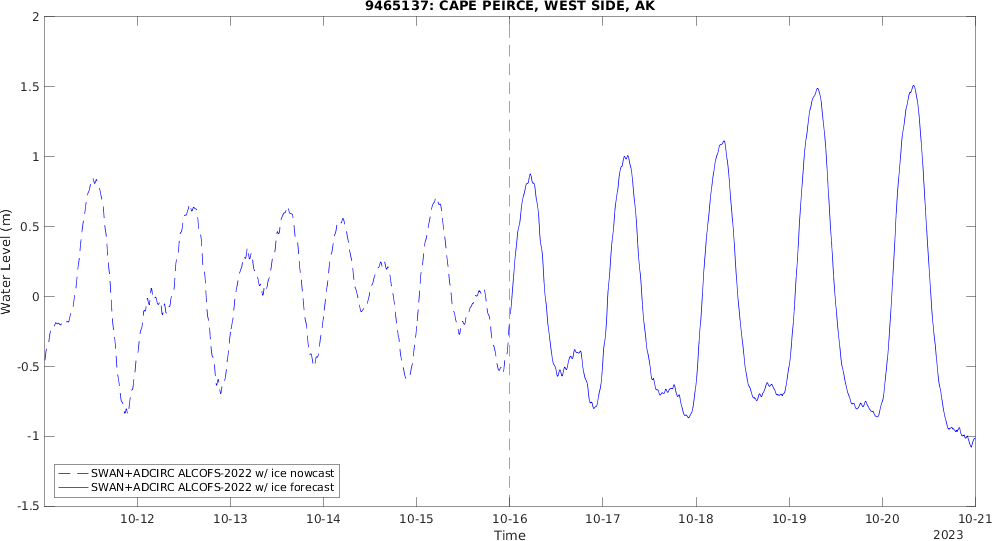 9465137: CAPE PEIRCE, WEST SIDE, AK
2
1.5
1
0.5
0
-0.5
-1
-1.5
Water Level (m)
SWAN+ADCIRC ALCOFS-2022 w/ ice nowcast
SWAN+ADCIRC ALCOFS-2022 w/ ice forecast
10-12 10-13 10-14 10-15 10-16 10-17 10-18 10-19 10-20 10-21
Time
2023